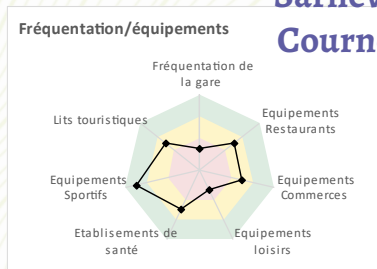 Fréquentation/équipements
Courn
Fréquentation de
la gare
Equipements
Restaurants
Equipements
Commerces
Equipements
loisirs
Etablisements de
santé
Equipements
Sportifs
Lits touristiques